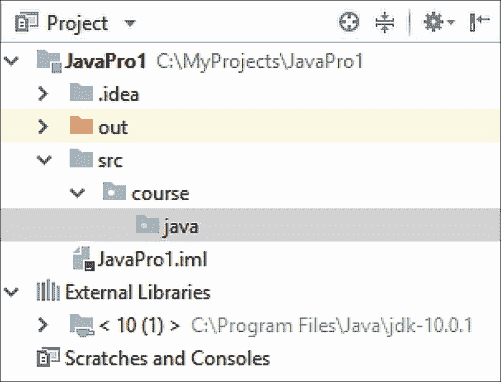 Project
JavaPro1 C:\MyProjects\JavaPro1
.idea
out
src
course
java
JavaPro1.iml
External Libraries
< 10 (1) > C:\Program Files\Java\jdk-10.0.1
Scratches and Consoles